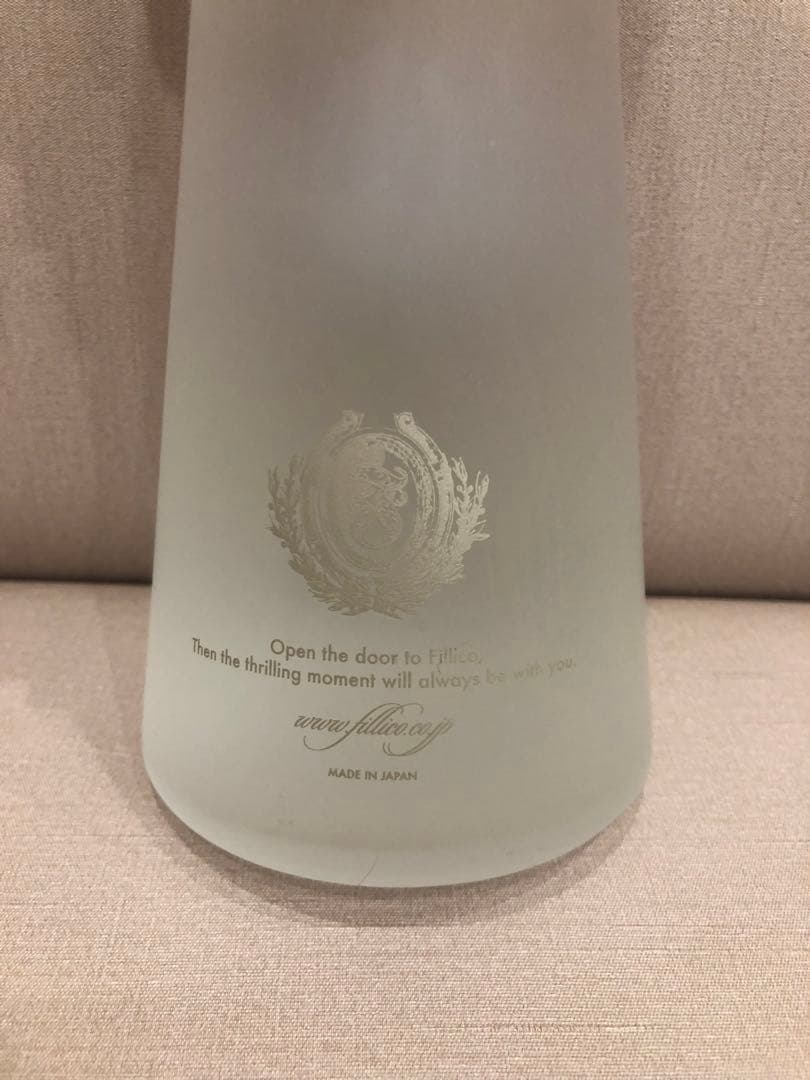 Open the door to Fillico,
Then the thrilling moment will always be with you.
www.fillico.co.jp
MADE IN JAPAN